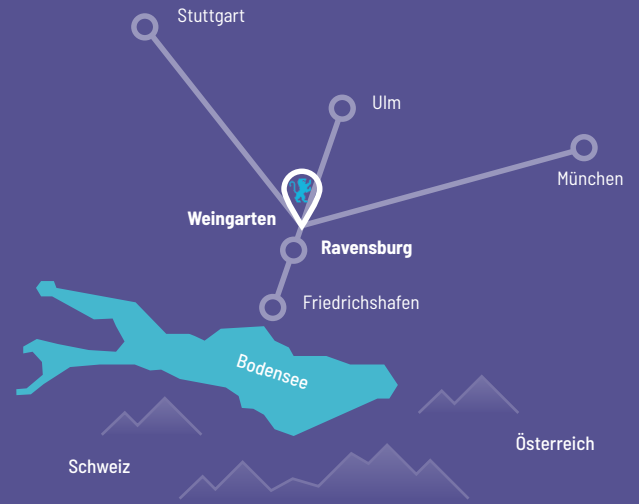 Stuttgart
Ulm
München
Weingarten
Ravensburg
Friedrichshafen
Bodensee
Österreich
Schweiz